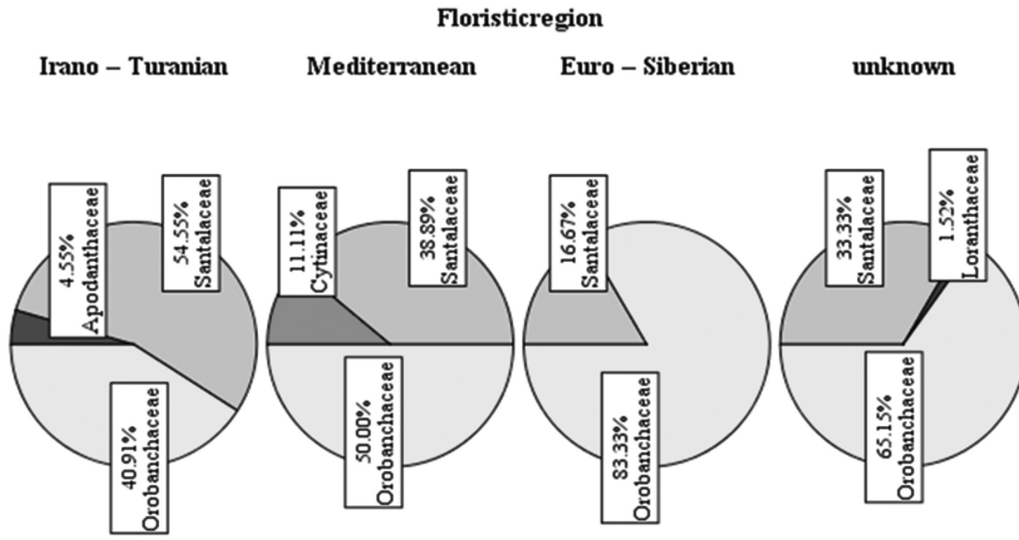 Floristicregion
Irano – Turanian
Mediterranean
Euro – Siberian
unknown
4.55%
Apodanthaceae
54.55%
Santalaceae
40.91%
Orobanchaceae
11.11%
Cytinaceae
38.89%
Santalaceae
50.00%
Orobanchaceae
16.67%
Santalaceae
83.33%
Orobanchaceae
33.33%
Santalaceae
1.52%
Loranthaceae
65.15%
Orobanchaceae